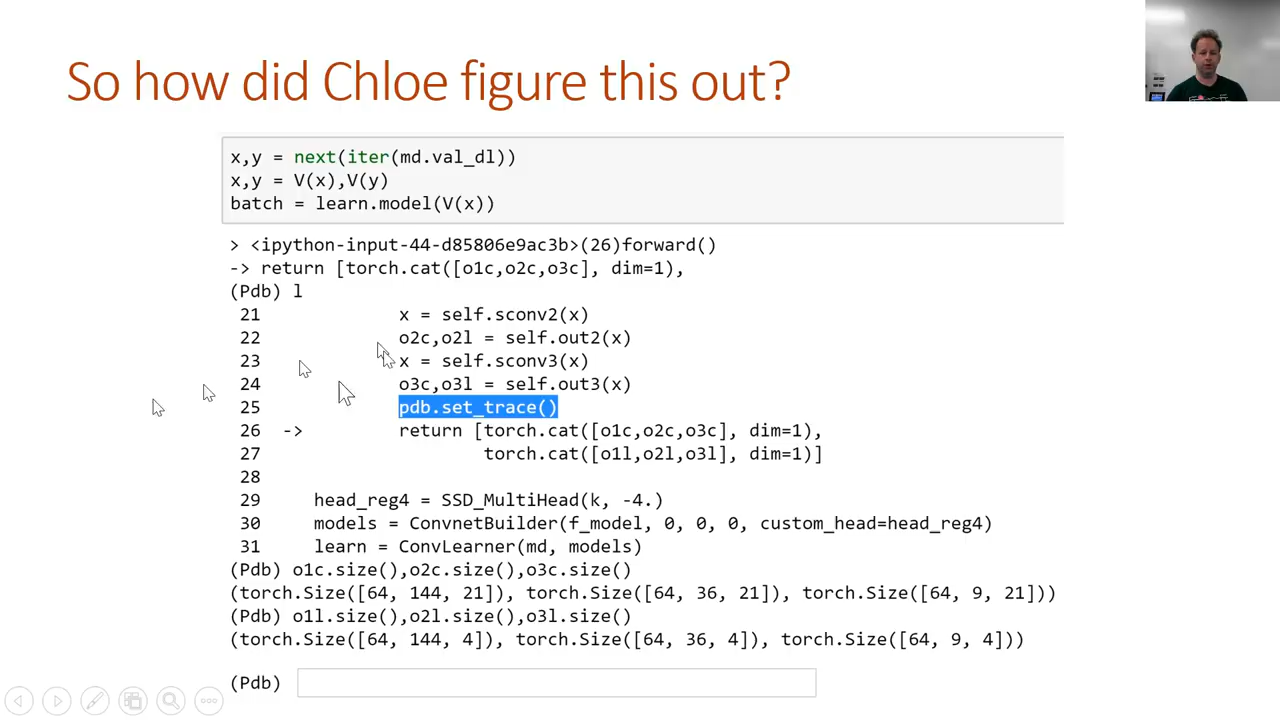 So how did Chloe figure this out?
x,y = next(iter(md.val_dl))
x,y = V(x),V(y)
batch = learn.model(V(x))
> <ipython-input-44-d85806e9ac3b>(26)forward()
-> return [torch.cat([o1c,o2c,o3c], dim=1),
(Pdb) l
21 x = self.sconv2(x)
22 o2c,o2l = self.out2(x)
23 x = self.sconv3(x)
24 o3c,o3l = self.out3(x)
25 pdb.set_trace()
26 -> return [torch.cat([o1c,o2c,o3c], dim=1),
27 torch.cat([o1l,o2l,o3l], dim=1)]
28
29 head_reg4 = SSD_MultiHead(k, -4.)
30 models = ConvnetBuilder(f_model, 0, 0, 0, custom_head=head_reg4)
31 learn = ConvLearner(md, models)
(Pdb) o1c.size(),o2c.size(),o3c.size()
(torch.Size([64, 144, 21]), torch.Size([64, 36, 21]), torch.Size([64, 9, 21]))
(Pdb) o1l.size(),o2l.size(),o3l.size()
(torch.Size([64, 144, 4]), torch.Size([64, 36, 4]), torch.Size([64, 9, 4]))
(Pdb)